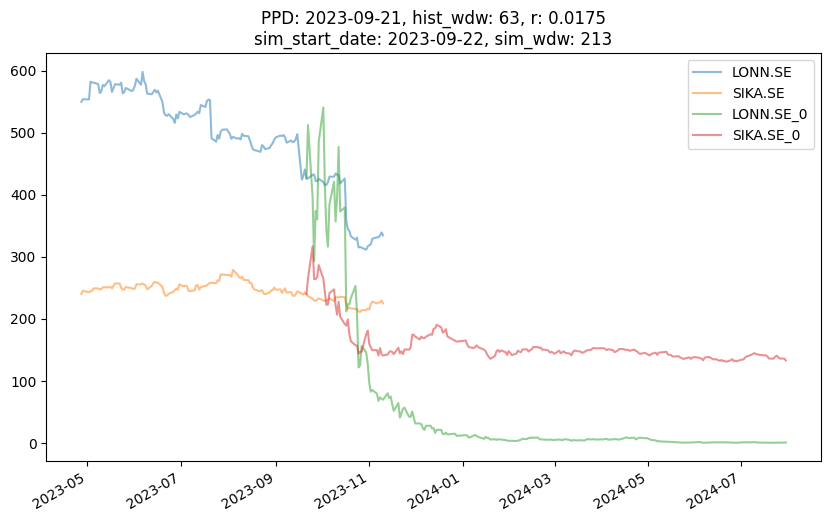 PPD: 2023-09-21, hist_wdw: 63, r: 0.0175
sim_start_date: 2023-09-22, sim_wdw: 213
LONN.SE
SIKA.SE
LONN.SE_0
SIKA.SE_0
600
500
400
300
200
100
0
2023-05
2023-07
2023-09
2023-11
2024-01
2024-03
2024-05
2024-07